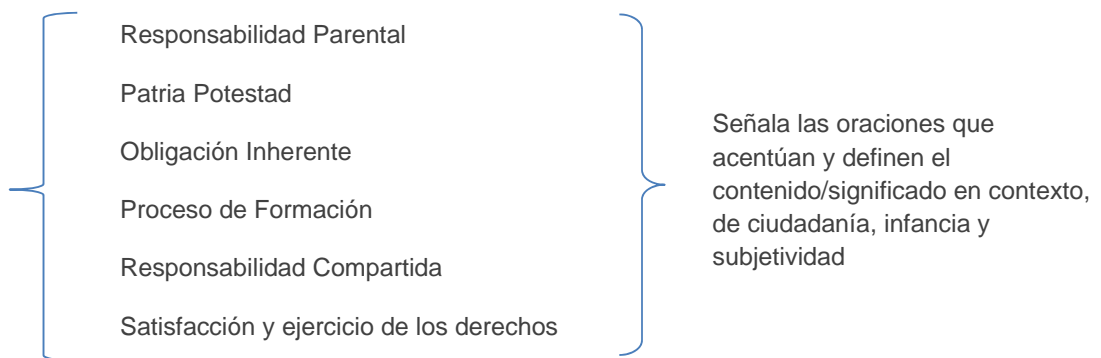 Responsabilidad Parental
Patria Potestad
Obligación Inherente
Proceso de Formación
Responsabilidad Compartida
Satisfacción y ejercicio de los derechos
Señala las oraciones que
acentúan y definen el
contenido/significado en contexto,
de ciudadanía, infancia y
subjetividad